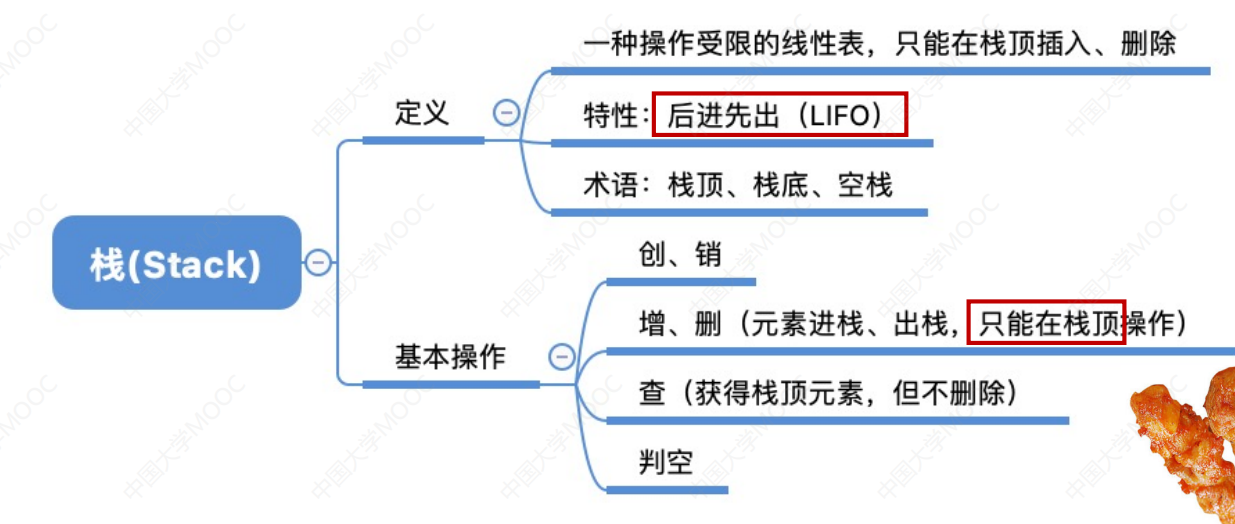 一种操作受限的线性表，只能在栈顶插入、删除
定义
特性：后进先出（LIFO）
术语：栈顶、栈底、空栈
栈(Stack)
创、销
增、删（元素进栈、出栈，只能在栈顶操作）
基本操作
查（获得栈顶元素，但不删除）
判空
中国大学MOOC